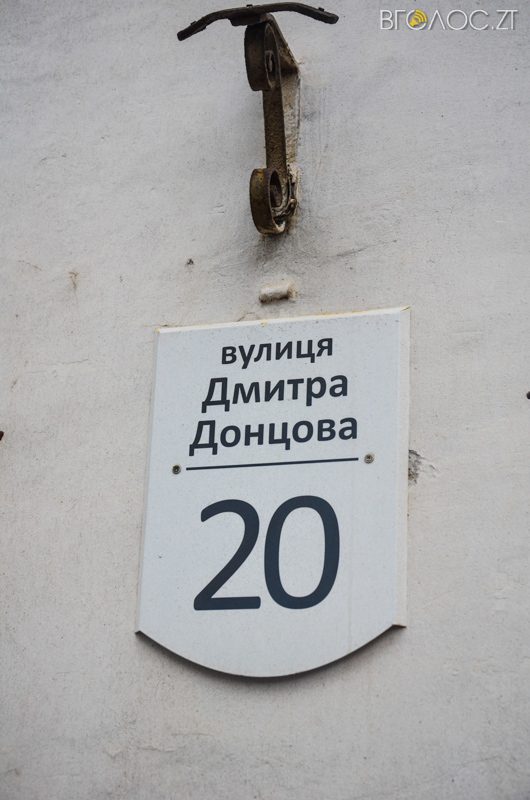 ВГОЛОС.ZT
вулиця
Дмитра
Донцова
20